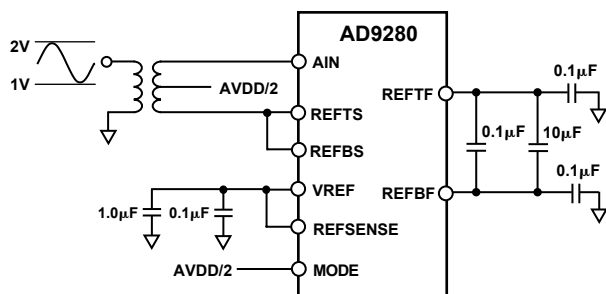 AD9280
2V
1V
AIN
AVDD/2
REFTS
REFBS
VREF
1.0µF
0.1µF
REFSENSE
AVDD/2
MODE
REFTF
0.1µF
0.1µF
10µF
0.1µF
REFBF